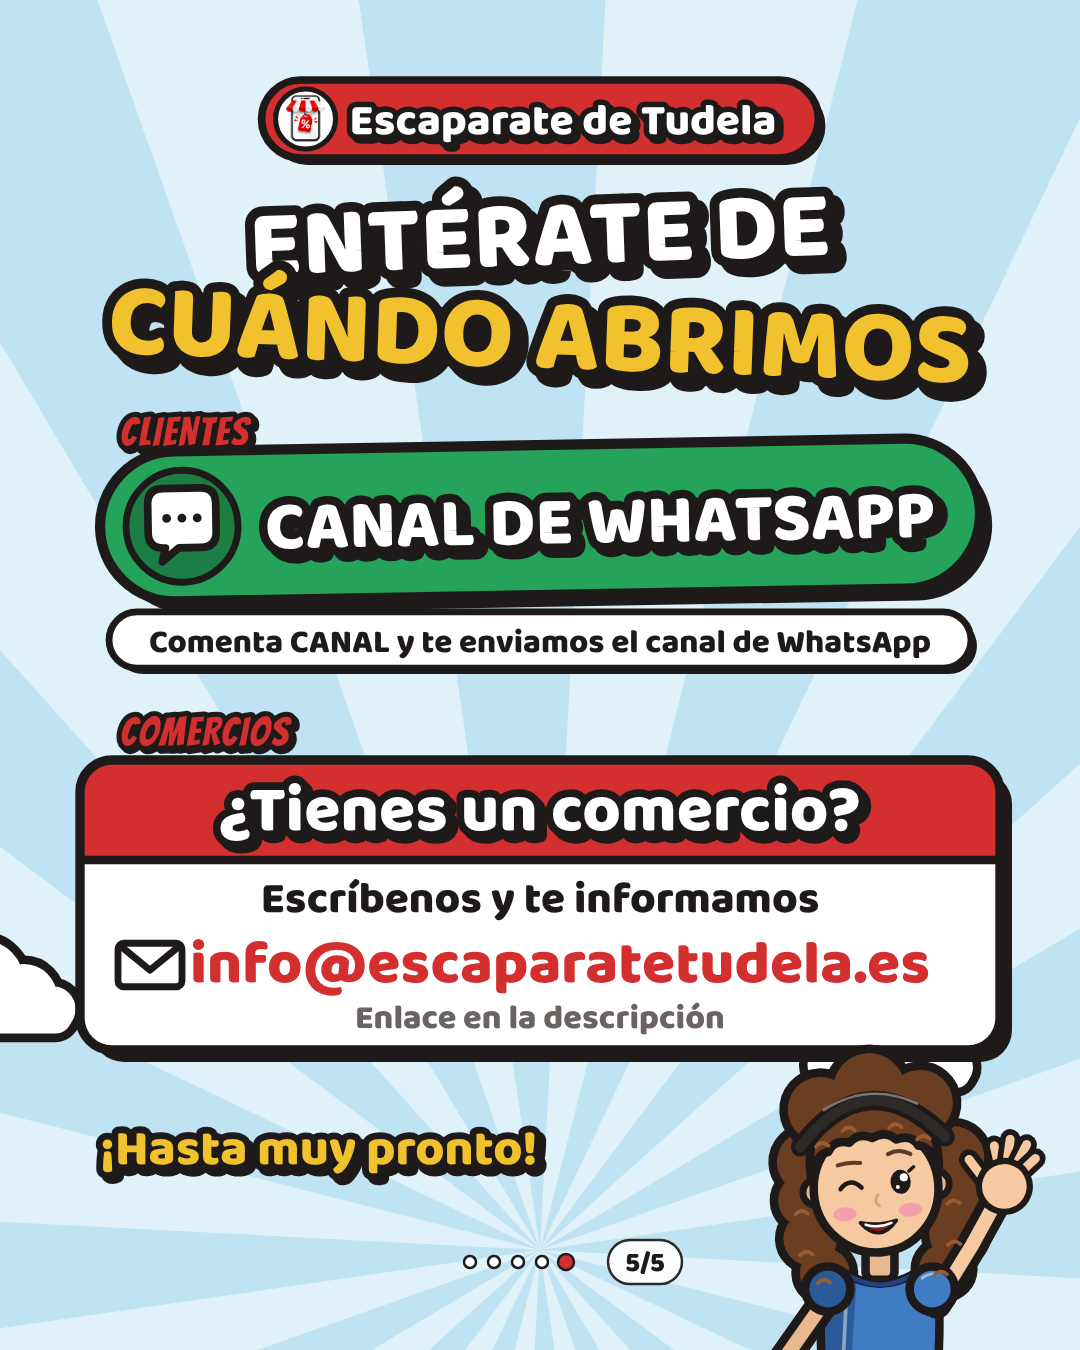 %
Escaparate de Tudela
ENTÉRATE DE
CUÁNDO ABRIMOS
CLIENTES
CANAL DE WHATSAPP
Comenta CANAL y te enviamos el canal de WhatsApp
COMERCIOS
¿Tienes un comercio?
Escríbenos y te informamos
info@escaparatetudela.es
Enlace en la descripción
¡Hasta muy pronto!
5/5